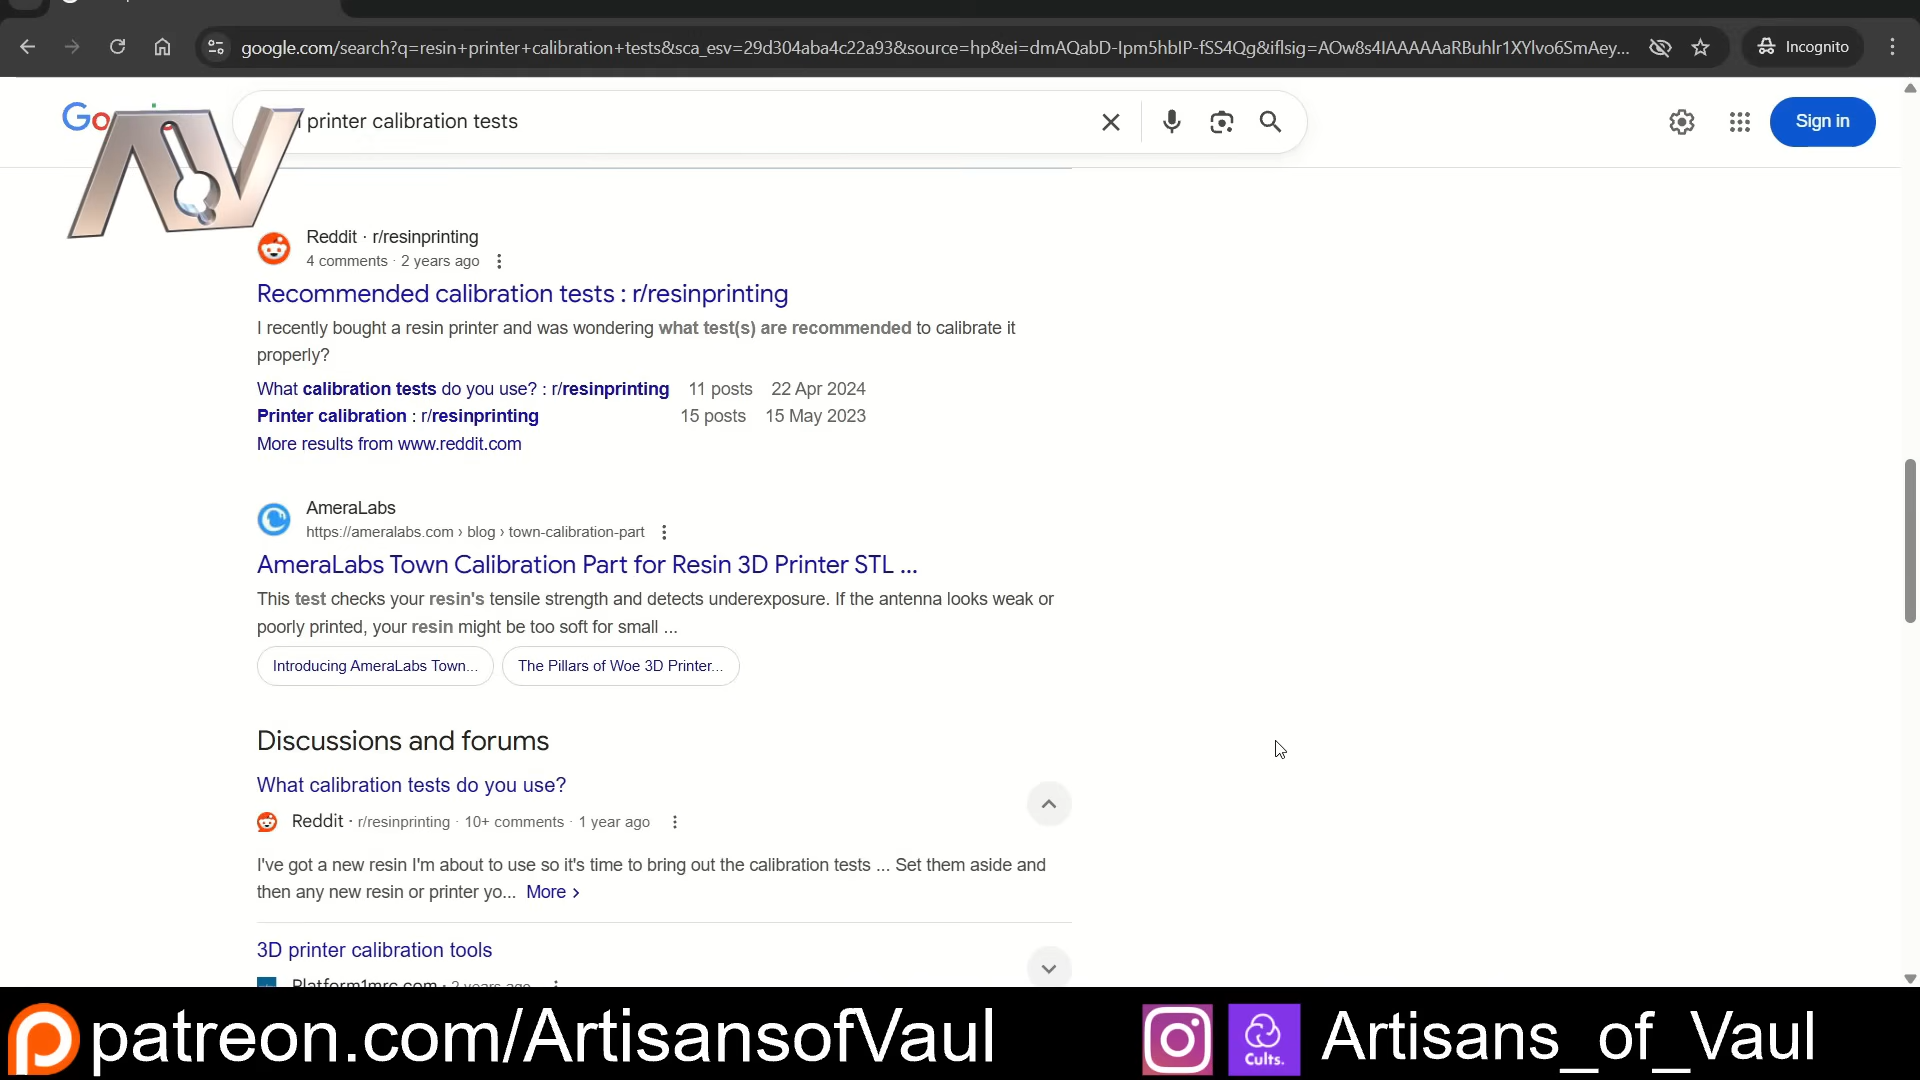 google.com/search?q=resin+printer+calibration+tests&sca_esv=29d304aba4c22a93&source=hp&ei=dmAQabD-Ipm5hbIP-fSS4Qg&iflsig=AOw8s4IAAAAAaRBuhlr1XYlvo6SmAey...
Incognito
Go
printer calibration tests
Sign in
AV
Reddit · r/resinprinting
4 comments · 2 years ago
Recommended calibration tests : r/resinprinting
I recently bought a resin printer and was wondering what test(s) are recommended to calibrate it
properly?
What calibration tests do you use? : r/resinprinting 11 posts 22 Apr 2024
Printer calibration : r/resinprinting 15 posts 15 May 2023
More results from www.reddit.com
AmeraLabs
https://ameralabs.com › blog › town-calibration-part
AmeraLabs Town Calibration Part for Resin 3D Printer STL ...
This test checks your resin's tensile strength and detects underexposure. If the antenna looks weak or
poorly printed, your resin might be too soft for small ...
Introducing AmeraLabs Town...
The Pillars of Woe 3D Printer...
Discussions and forums
What calibration tests do you use?
Reddit · r/resinprinting · 10+ comments · 1 year ago
I've got a new resin I'm about to use so it's time to bring out the calibration tests ... Set them aside and
then any new resin or printer yo... More ›
3D printer calibration tools
Platform1mrc.com · 2 years ago
patreon.com/ArtisansofVaul
Cults.
Artisans_of_Vaul